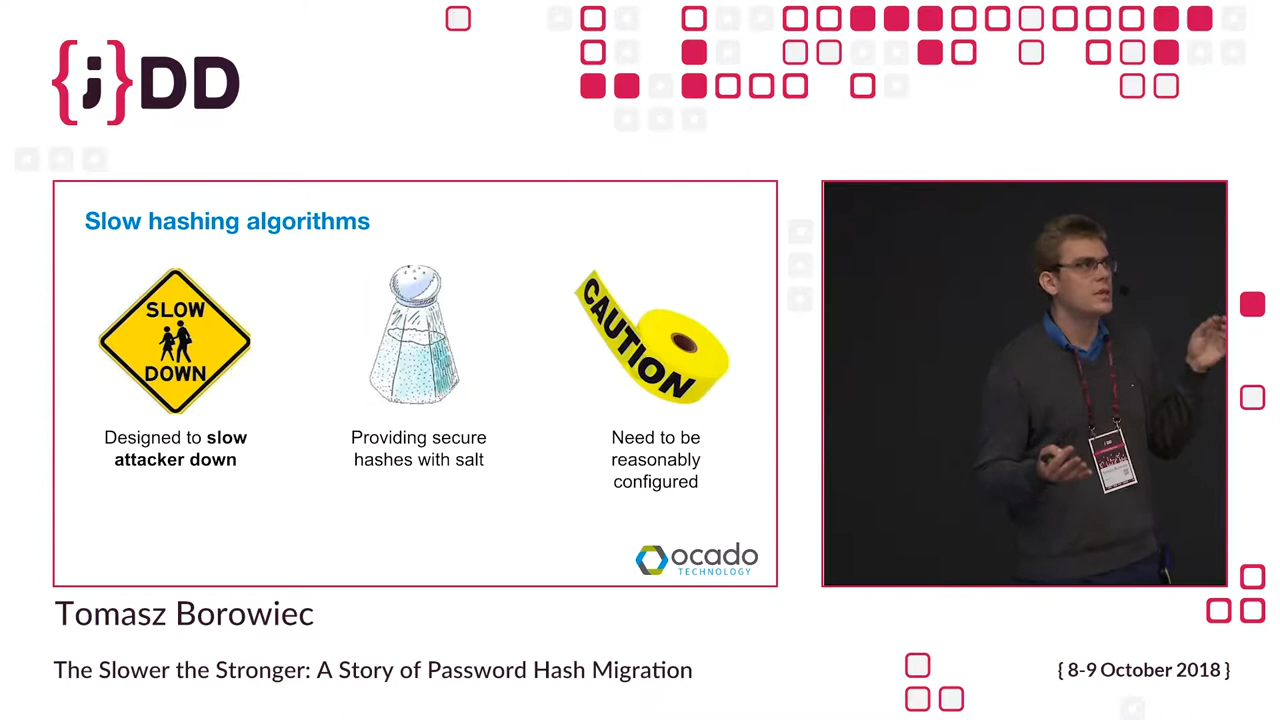 {j}DD
Slow hashing algorithms
SLOW
DOWN
CAUTION
Designed to slow
attacker down
Providing secure
hashes with salt
Need to be
reasonably
configured
ocado
TECHNOLOGY
Tomasz Borowiec
The Slower the Stronger: A Story of Password Hash Migration
{ 8-9 October 2018 }